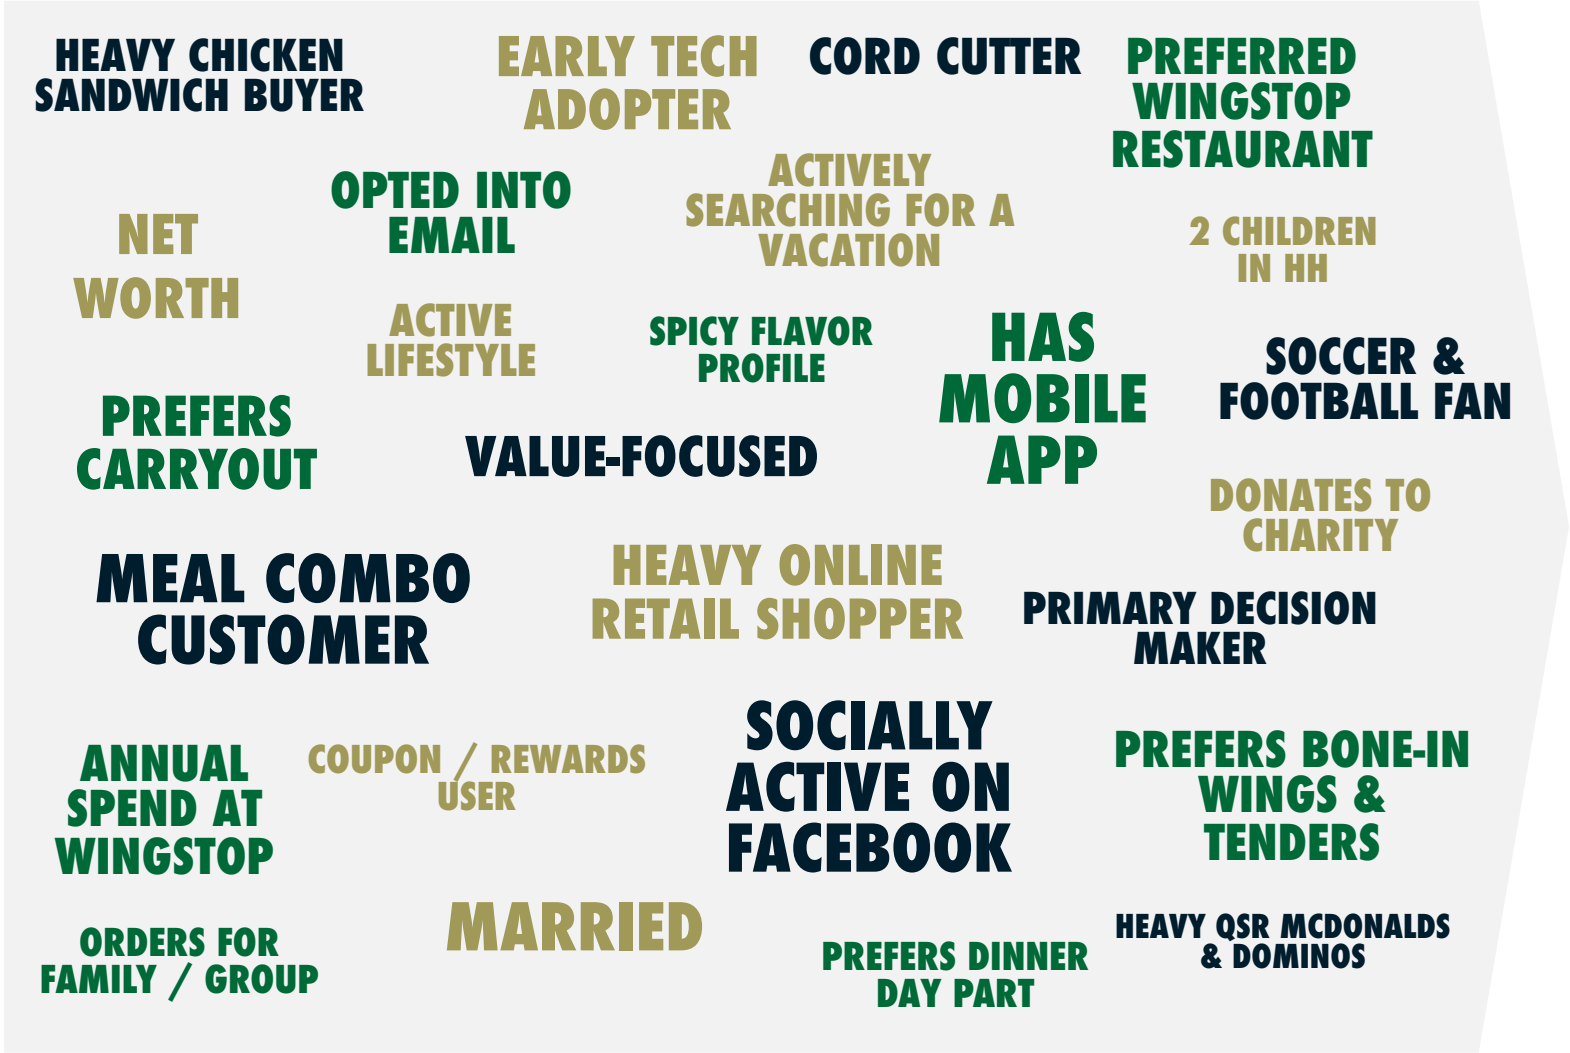 HEAVY CHICKEN
SANDWICH BUYER
EARLY TECH
ADOPTER
CORD CUTTER
PREFERRED
WINGSTOP
RESTAURANT
OPTED INTO
EMAIL
ACTIVELY
SEARCHING FOR A
VACATION
NET
WORTH
2 CHILDREN
IN HH
ACTIVE
LIFESTYLE
SPICY FLAVOR
PROFILE
HAS
MOBILE
APP
SOCCER &
FOOTBALL FAN
PREFERS
CARRYOUT
VALUE-FOCUSED
DONATES TO
CHARITY
MEAL COMBO
CUSTOMER
HEAVY ONLINE
RETAIL SHOPPER
PRIMARY DECISION
MAKER
ANNUAL
SPEND AT
WINGSTOP
COUPON / REWARDS
USER
SOCIALLY
ACTIVE ON
FACEBOOK
PREFERS BONE-IN
WINGS &
TENDERS
ORDERS FOR
FAMILY / GROUP
MARRIED
PREFERS DINNER
DAY PART
HEAVY QSR MCDONALDS
& DOMINOS